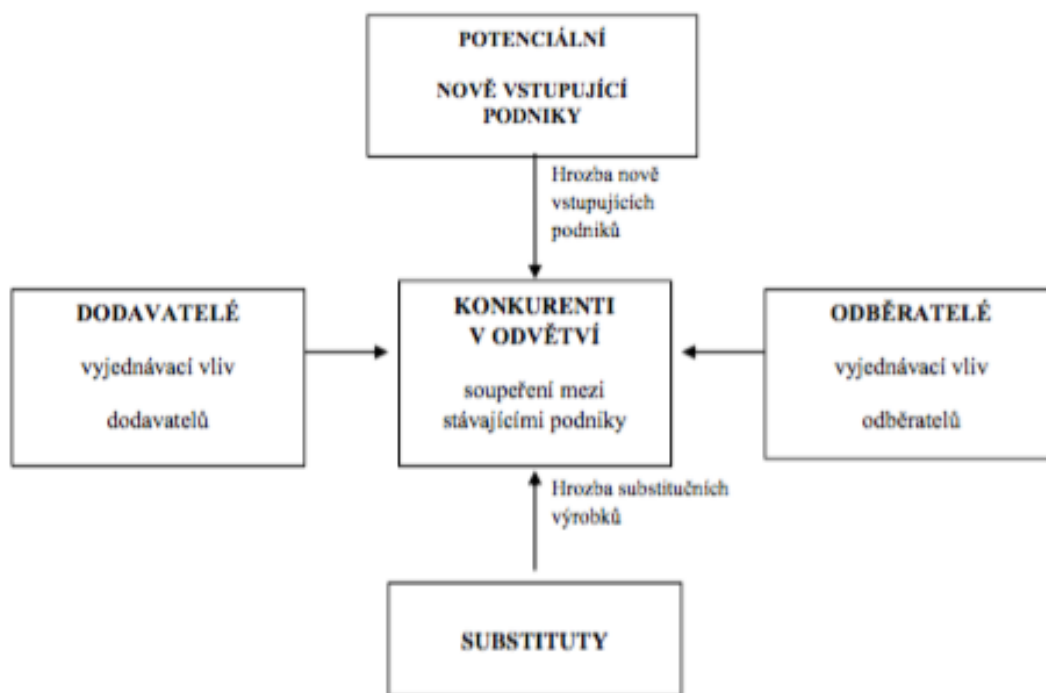 POTENCIÁLNÍ
NOVĚ VSTUPUJÍCÍ
PODNIKY
Hrozba nově
vstupujících
podniků
DODAVATELÉ
vyjednávací vliv
dodavatelů
KONKURENTI
V ODVĚTVÍ
soupeření mezi
stávajícími podniky
ODBĚRATELÉ
vyjednávací vliv
odběratelů
Hrozba substitučních
výrobků
SUBSTITUTY